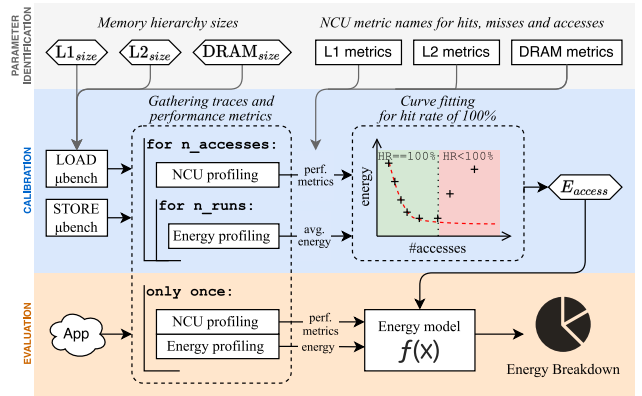 PARAMETER
IDENTIFICATION
Memory hierarchy sizes
NCU metric names for hits, misses and accesses
L1size
L2size
DRAMsize
L1 metrics
L2 metrics
DRAM metrics
CALIBRATION
Gathering traces and
performance metrics
Curve fitting
for hit rate of 100%
LOAD
μbench
STORE
μbench
for n_accesses:
NCU profiling
for n_runs:
Energy profiling
perf.
metrics
avg.
energy
HR==100%
HR<100%
energy
#accesses
Eaccess
EVALUATION
App
only once:
NCU profiling
Energy profiling
perf.
metrics
energy
Energy model
f(x)
Energy Breakdown